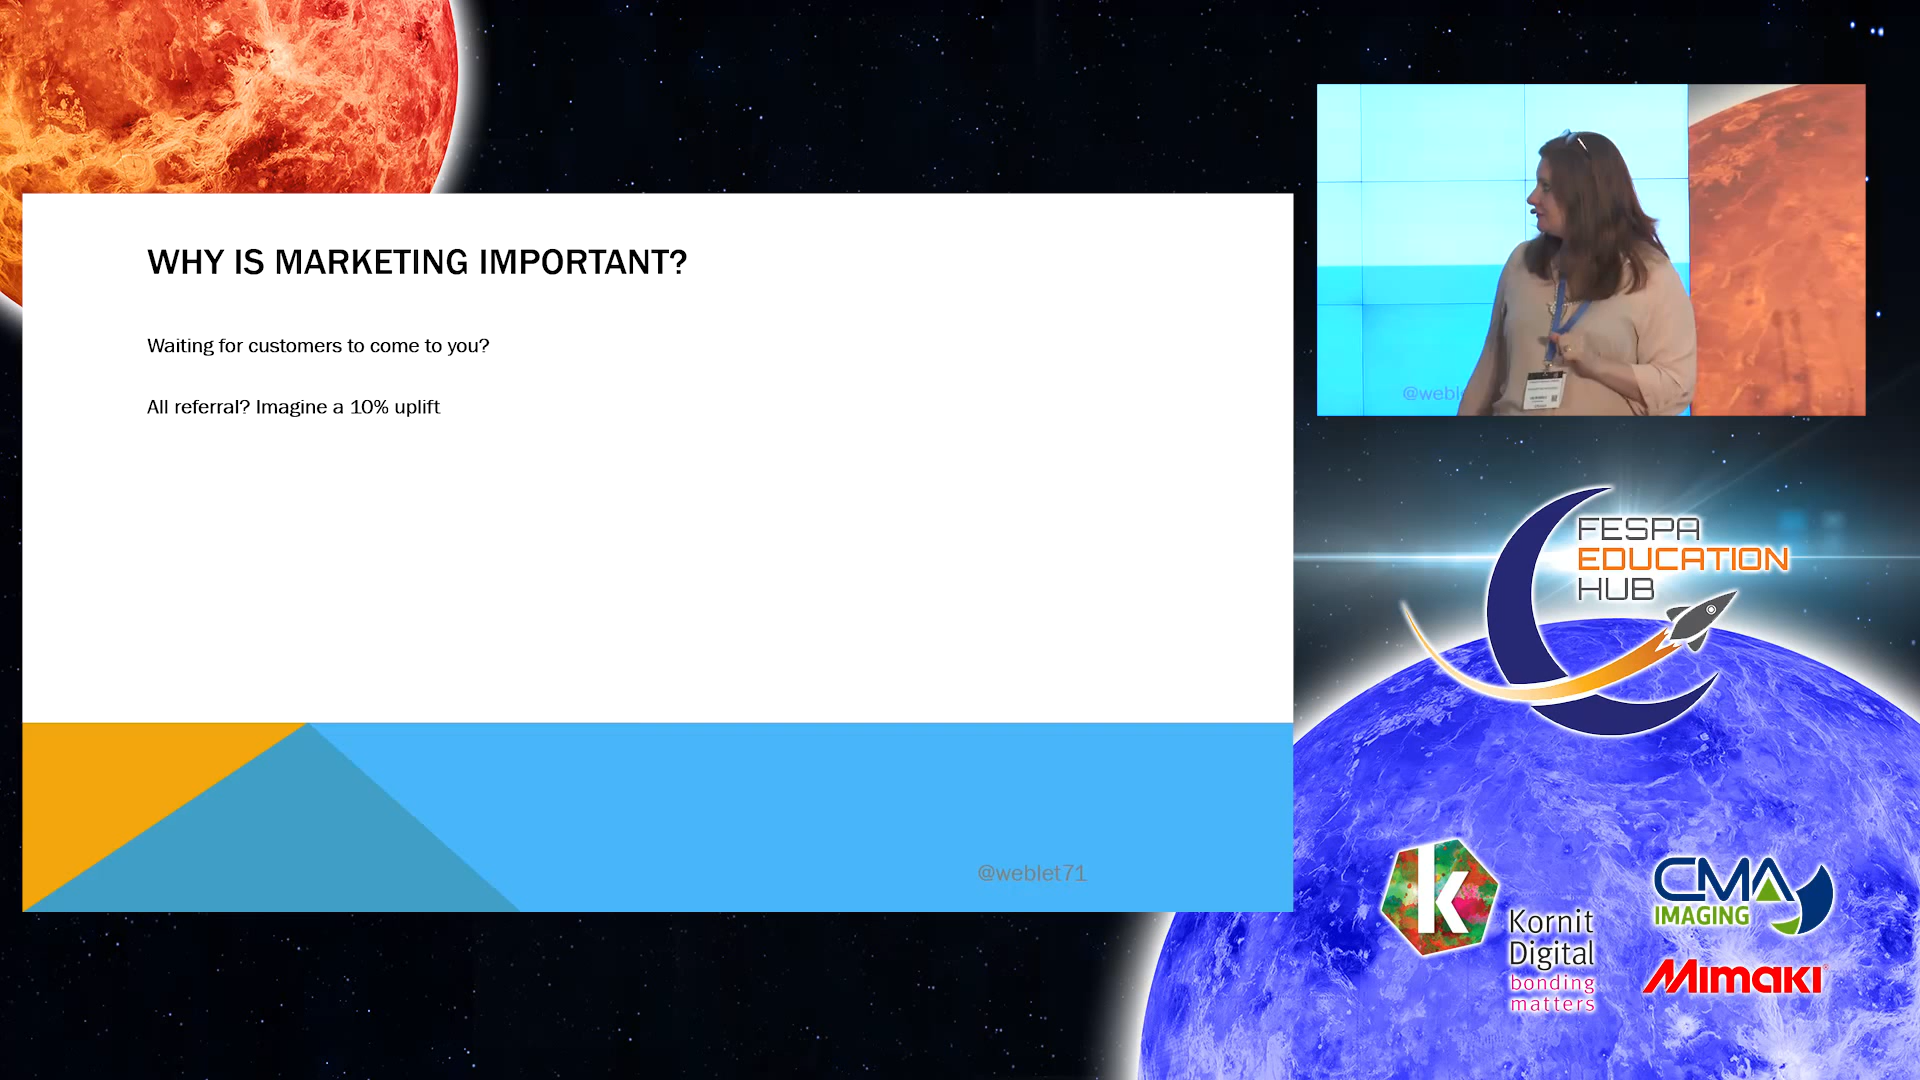 WHY IS MARKETING IMPORTANT?
Waiting for customers to come to you?
All referral? Imagine a 10% uplift
@weblet71
@weble
FESPA
EDUCATION
HUB
k
Kornit
Digital
bonding
matters
CMA
IMAGING
Mimaki